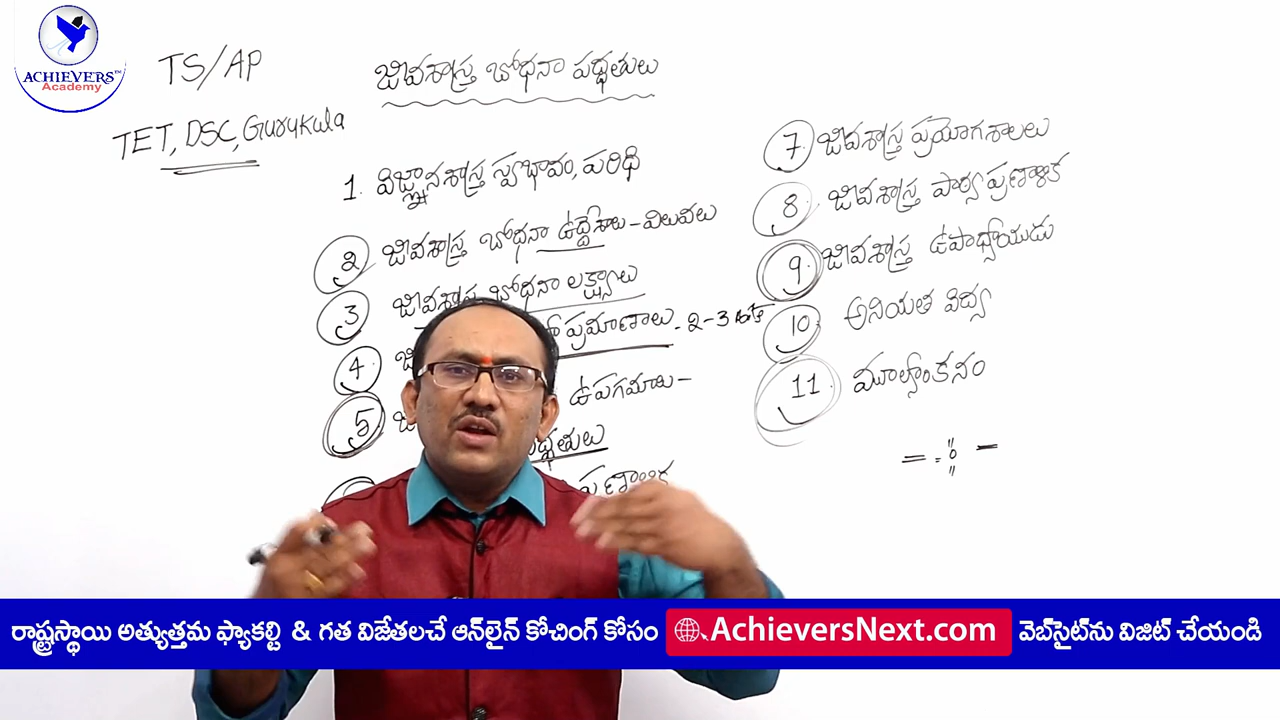 ACHIEVERS™
Academy
TS/AP
TET, DSC, Gurukula
జీవశాస్త్ర బోధనా పద్ధతులు
1. విజ్ఞానశాస్త్ర స్వభావం, పరిధి
2 జీవశాస్త్ర బోధనా ఉద్దేశాలు - విలువలు
3 జీవశాస్త్ర బోధనా లక్ష్యాలు
4. ప్రమాణాలు - 2-3
5. ఉపగమాలు -
పద్ధతులు
ప్రణాళిక
7. జీవశాస్త్ర ప్రయోగశాలలు
8 జీవశాస్త్ర పాఠ్యప్రణాళిక
9 జీవశాస్త్ర ఉపాధ్యాయుడు
10. అనియత విద్య
11. మూల్యాంకనం
రాష్ట్రస్థాయి అత్యుత్తమ ఫ్యాకల్టి & గత విజేతలచే ఆన్‌లైన్ కోచింగ్ కోసం AchieversNext.com వెబ్‌సైట్‌ను విజిట్ చేయండి